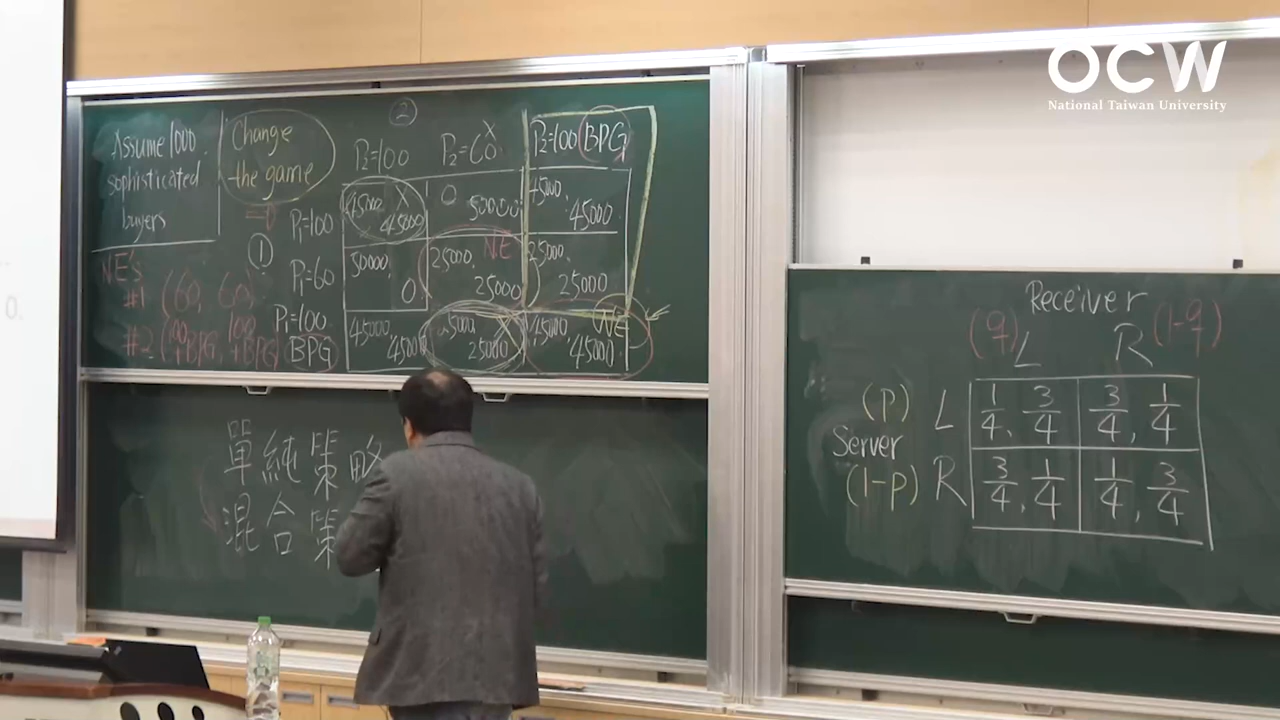 OCW
National Taiwan University
Assume 1000
sophisticated
buyers
Change
the game
②
P₂=100
P₂=60
P₂=100 BPG
①
P₁=100
45000, 45000
0, 50000
45000, 45000
P₁=60
50000, 0
25000, 25000 NE
25000, 25000
P₁=100
BPG
45000, 45000
25000, 25000
45000, 45000 NE
NE's
#1 (60, 60)
#2 (100+BPG, 100+BPG)
單純策略
混合策
Receiver
(q) L R (1-q)
(P) L 1/4, 3/4 3/4, 1/4
Server
(1-P) R 3/4, 1/4 1/4, 3/4